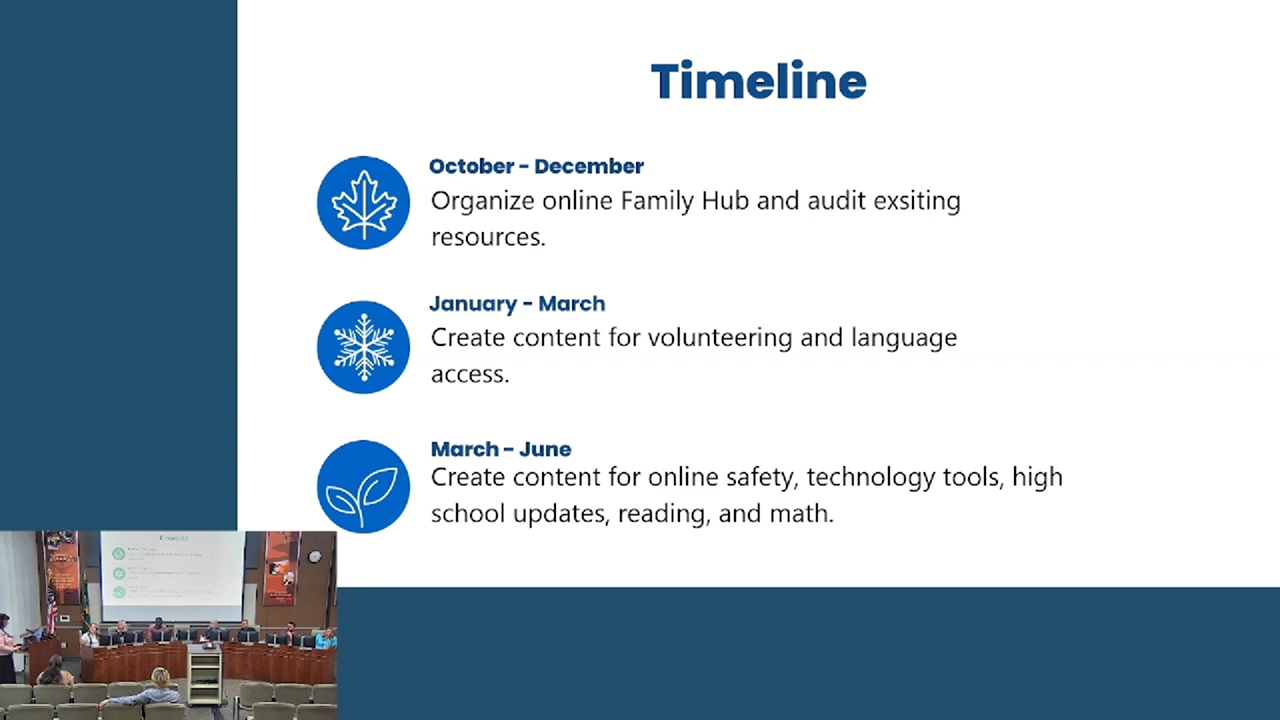 Timeline
October - December
Organize online Family Hub and audit exsiting
resources.
January - March
Create content for volunteering and language
access.
March - June
Create content for online safety, technology tools, high
school updates, reading, and math.
Timeline